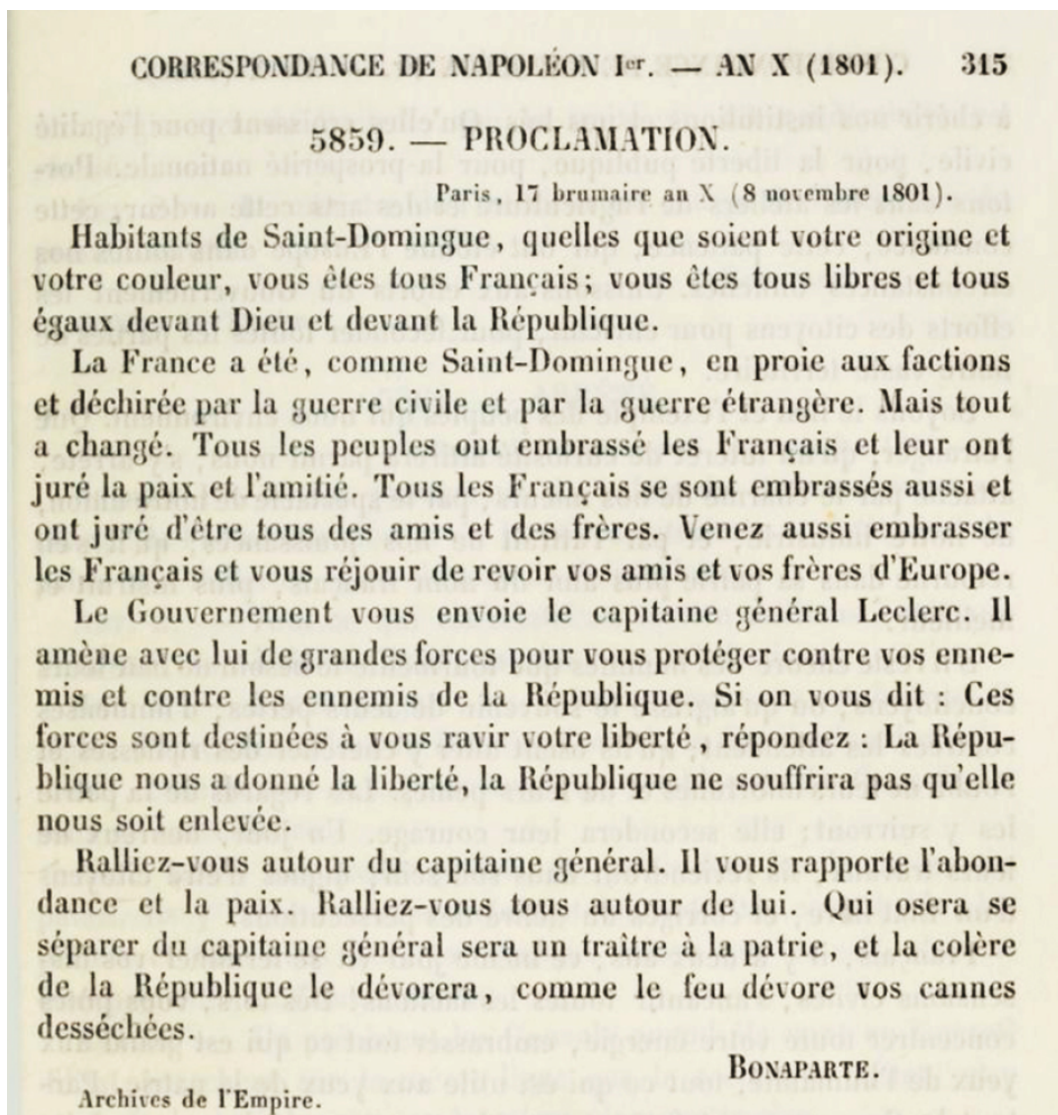 CORRESPONDANCE DE NAPOLÉON Ier. — AN X (1801). 315
5859. — PROCLAMATION.
Paris, 17 brumaire an X (8 novembre 1801).
Habitants de Saint-Domingue, quelles que soient votre origine et
votre couleur, vous êtes tous Français; vous êtes tous libres et tous
égaux devant Dieu et devant la République.
La France a été, comme Saint-Domingue, en proie aux factions
et déchirée par la guerre civile et par la guerre étrangère. Mais tout
a changé. Tous les peuples ont embrassé les Français et leur ont
juré la paix et l'amitié. Tous les Français se sont embrassés aussi et
ont juré d'être tous des amis et des frères. Venez aussi embrasser
les Français et vous réjouir de revoir vos amis et vos frères d'Europe.
Le Gouvernement vous envoie le capitaine général Leclerc. Il
amène avec lui de grandes forces pour vous protéger contre vos enne-
mis et contre les ennemis de la République. Si on vous dit : Ces
forces sont destinées à vous ravir votre liberté, répondez : La Répu-
blique nous a donné la liberté, la République ne souffrira pas qu'elle
nous soit enlevée.
Ralliez-vous autour du capitaine général. Il vous rapporte l'abon-
dance et la paix. Ralliez-vous tous autour de lui. Qui osera se
séparer du capitaine général sera un traître à la patrie, et la colère
de la République le dévorera, comme le feu dévore vos cannes
desséchées.
BONAPARTE.
Archives de l'Empire.